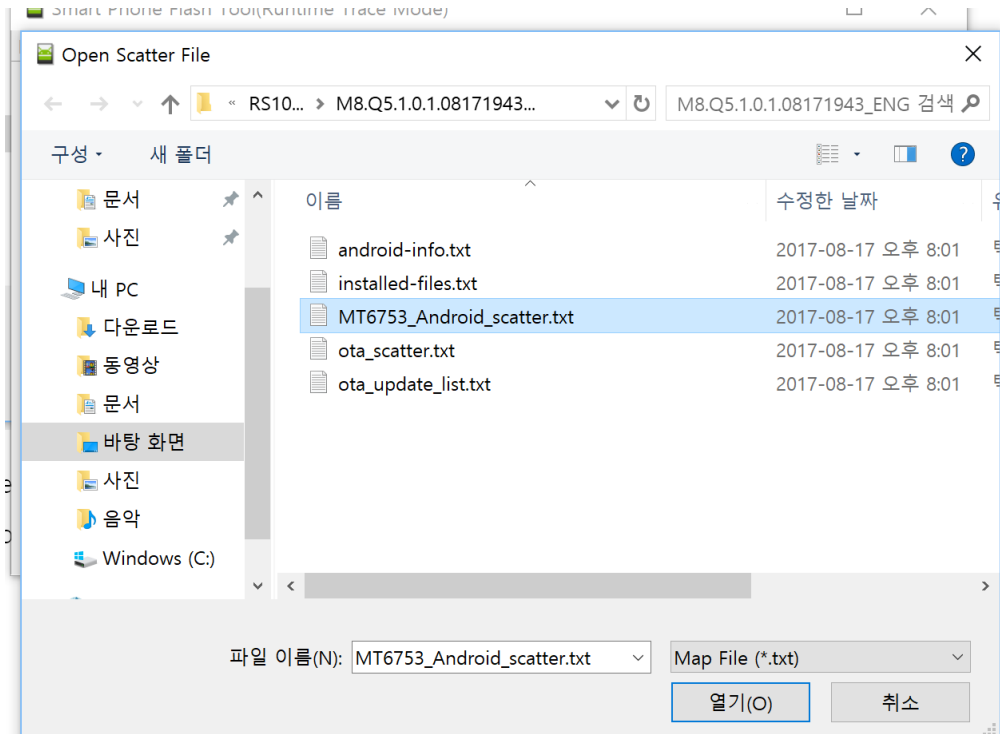 Smart Phone Flash Tool(Runtime Trace Mode)
Open Scatter File
« RS10... > M8.Q5.1.0.1.08171943...
M8.Q5.1.0.1.08171943_ENG 검색
구성
새 폴더
?
이름
수정한 날짜
문서
사진
내 PC
다운로드
동영상
문서
바탕 화면
사진
음악
Windows (C:)
android-info.txt 2017-08-17 오후 8:01
installed-files.txt 2017-08-17 오후 8:01
MT6753_Android_scatter.txt 2017-08-17 오후 8:01
ota_scatter.txt 2017-08-17 오후 8:01
ota_update_list.txt 2017-08-17 오후 8:01
파일 이름(N): MT6753_Android_scatter.txt
Map File (*.txt)
열기(O)
취소